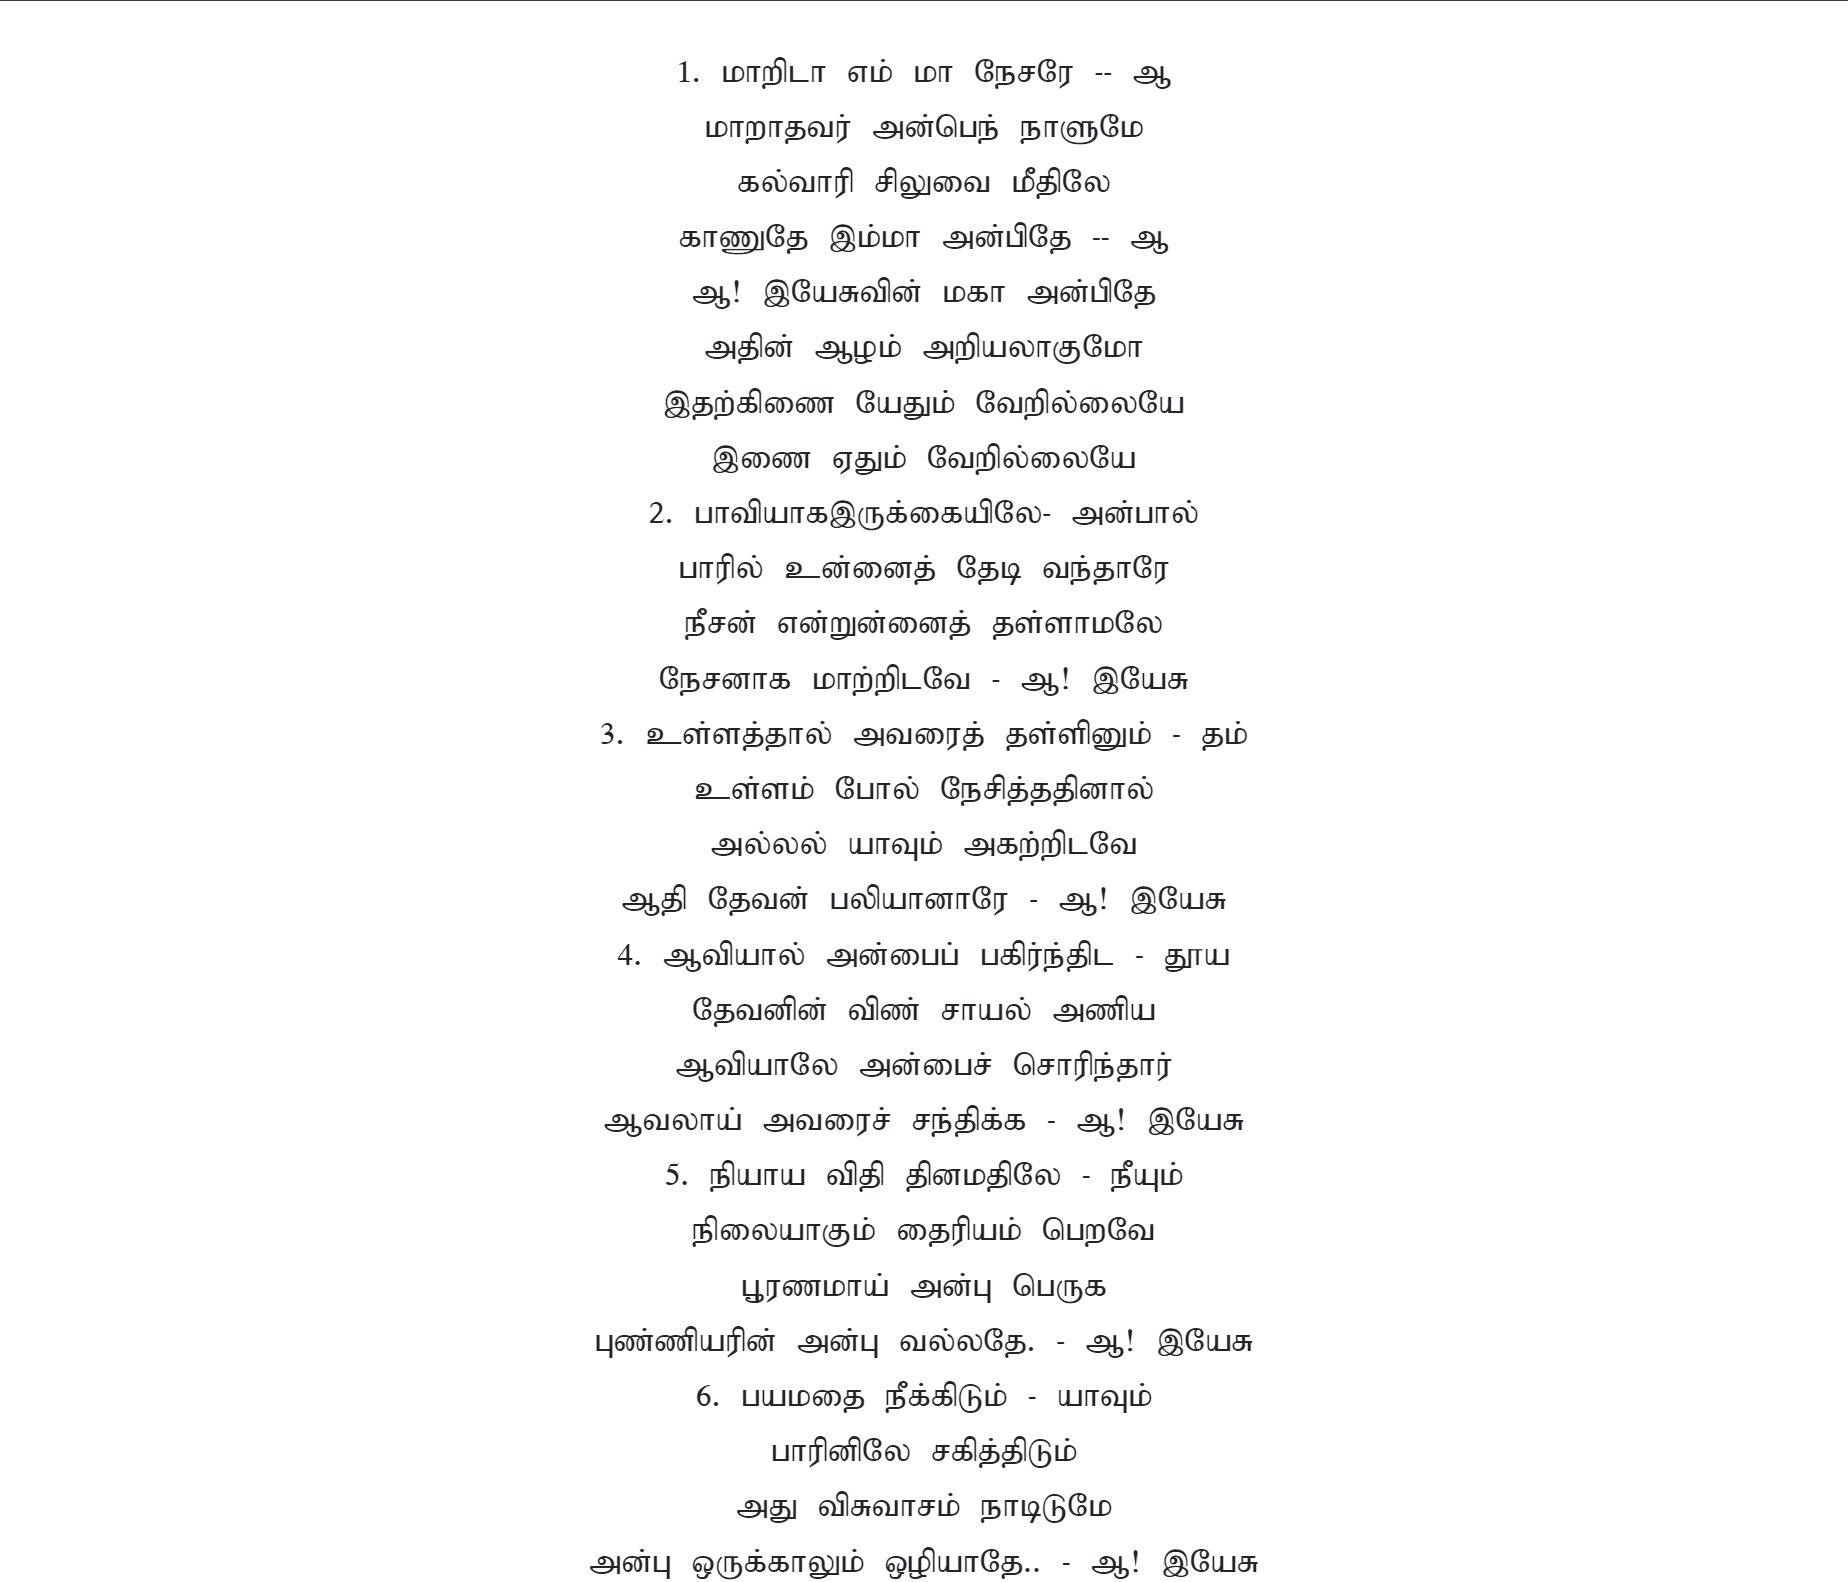 1. மாறிடா எம் மா நேசரே -- ஆ
மாறாதவர் அன்பெந் நாளுமே
கல்வாரி சிலுவை மீதிலே
காணுதே இம்மா அன்பிதே -- ஆ
ஆ! இயேசுவின் மகா அன்பிதே
அதின் ஆழம் அறியலாகுமோ
இதற்கிணை யேதும் வேறில்லையே
இணை ஏதும் வேறில்லையே
2. பாவியாகஇருக்கையிலே- அன்பால்
பாரில் உன்னைத் தேடி வந்தாரே
நீசன் என்றுன்னைத் தள்ளாமலே
நேசனாக மாற்றிடவே - ஆ! இயேசு
3. உள்ளத்தால் அவரைத் தள்ளினும் - தம்
உள்ளம் போல் நேசித்ததினால்
அல்லல் யாவும் அகற்றிடவே
ஆதி தேவன் பலியானாரே - ஆ! இயேசு
4. ஆவியால் அன்பைப் பகிர்ந்திட - தூய
தேவனின் விண் சாயல் அணிய
ஆவியாலே அன்பைச் சொரிந்தார்
ஆவலாய் அவரைச் சந்திக்க - ஆ! இயேசு
5. நியாய விதி தினமதிலே - நீயும்
நிலையாகும் தைரியம் பெறவே
பூரணமாய் அன்பு பெருக
புண்ணியரின் அன்பு வல்லதே. - ஆ! இயேசு
6. பயமதை நீக்கிடும் - யாவும்
பாரினிலே சகித்திடும்
அது விசுவாசம் நாடிடுமே
அன்பு ஒருக்காலும் ஒழியாதே.. - ஆ! இயேசு